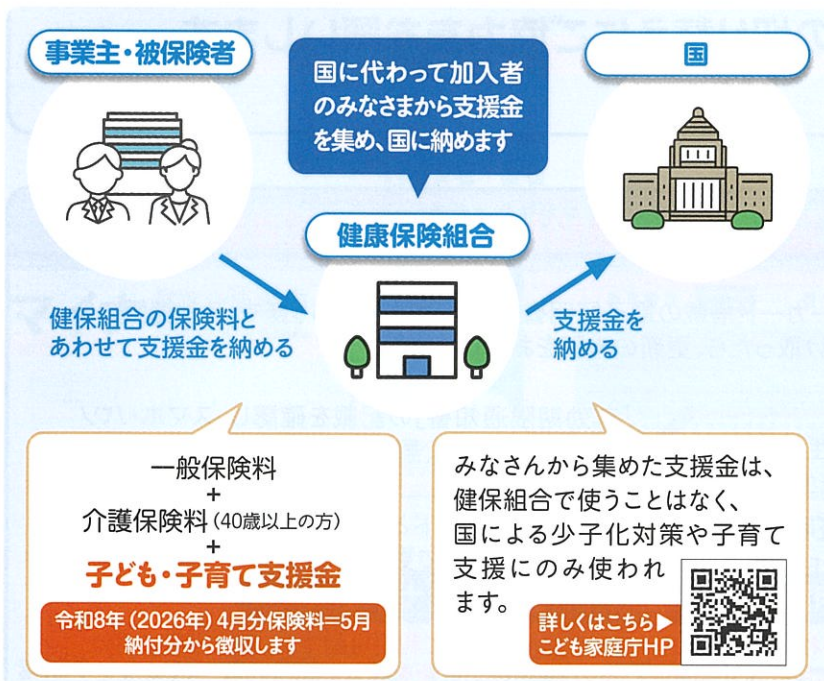 事業主・被保険者
国に代わって加入者
のみなさまから支援金
を集め、国に納めます
国
健康保険組合
健保組合の保険料と
あわせて支援金を納める
支援金を
納める
一般保険料
+
介護保険料(40歳以上の方)
+
子ども・子育て支援金
令和8年(2026年)4月分保険料=5月
納付分から徴収します
みなさんから集めた支援金は、
健保組合で使うことはなく、
国による少子化対策や子育て
支援にのみ使われ
ます。
詳しくはこちら▶
こども家庭庁HP